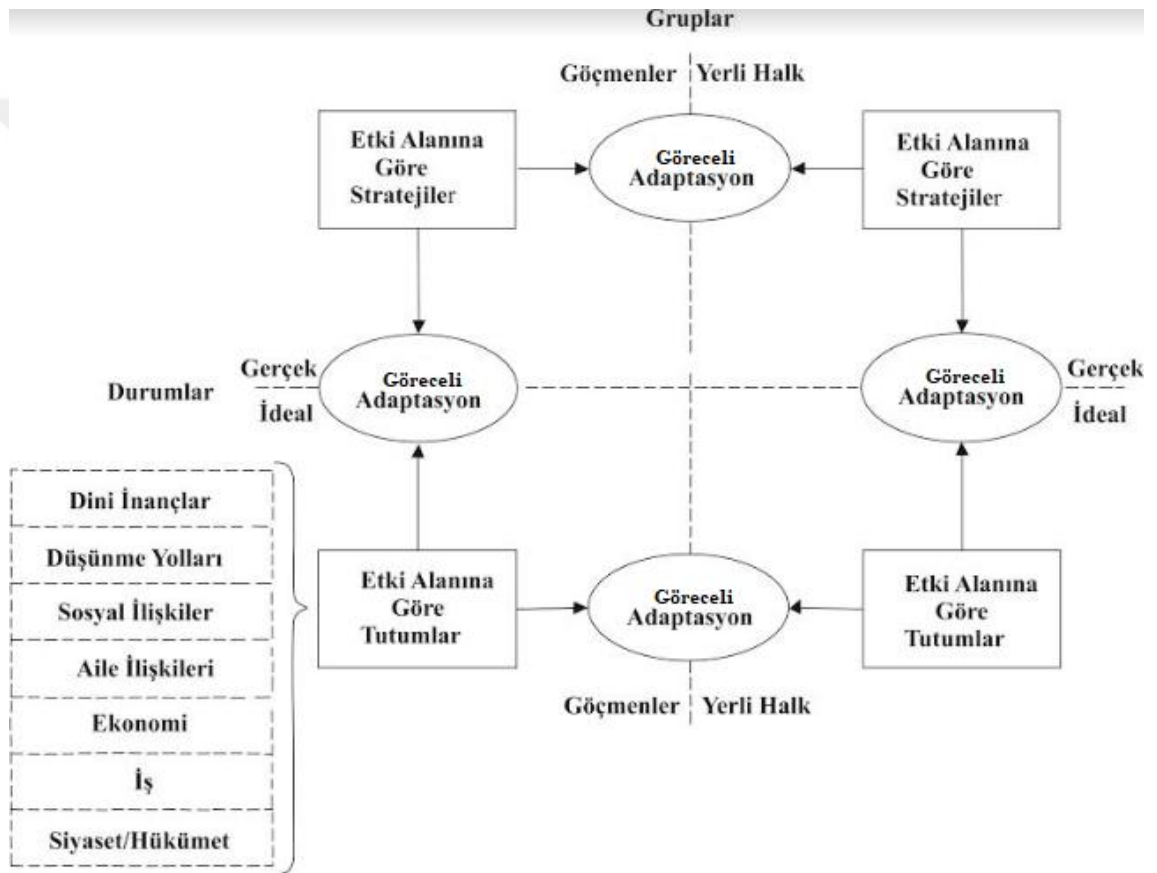 Gruplar
Göçmenler Yerli Halk
Etki Alanına
Göre
Stratejiler
Göreceli
Adaptasyon
Etki Alanına
Göre
Stratejiler
Durumlar
Gerçek
İdeal
Göreceli
Adaptasyon
Göreceli
Adaptasyon
Gerçek
İdeal
Dini İnançlar
Düşünme Yolları
Sosyal İlişkiler
Aile İlişkileri
Ekonomi
İş
Siyaset/Hükümet
Etki Alanına
Göre
Tutumlar
Göreceli
Adaptasyon
Etki Alanına
Göre
Tutumlar
Göçmenler Yerli Halk